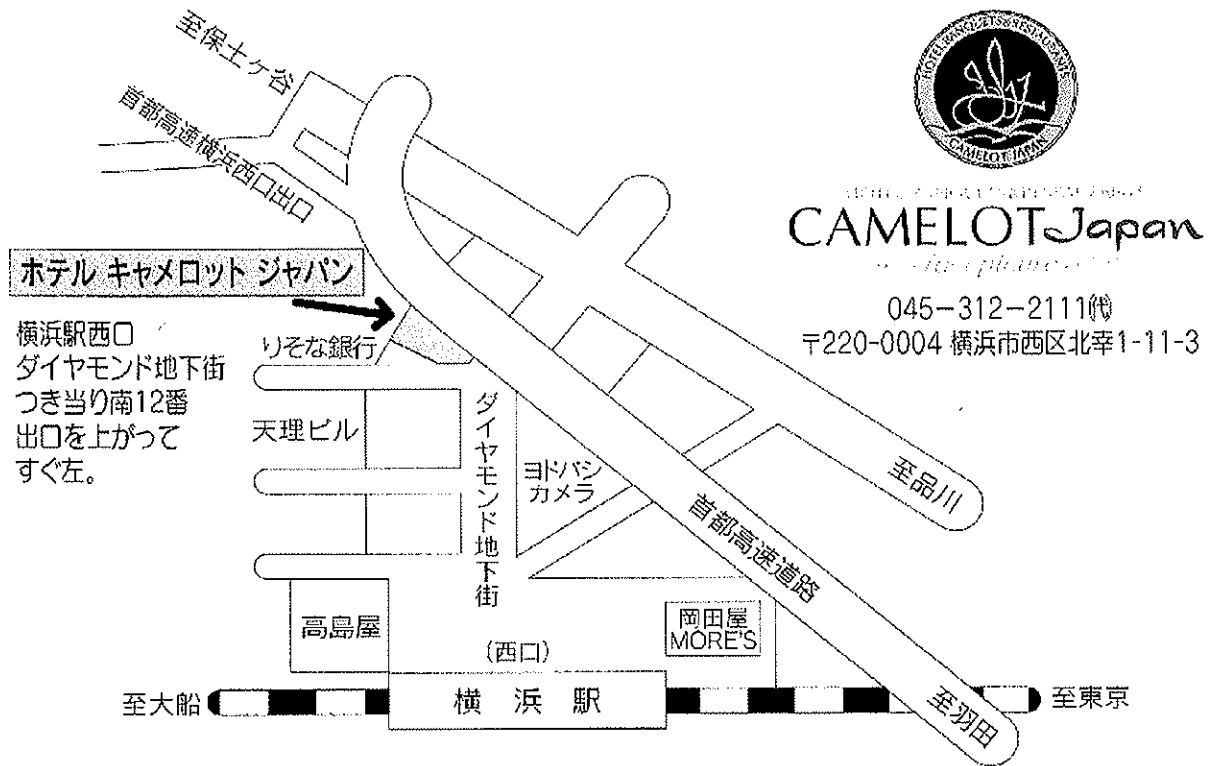 至保土ヶ谷
首都高速横浜西口出口
HOTEL BANQUETS & RESTAURANTS
CAMELOT JAPAN
CAMELOT Japan
045-312-2111㈹
〒220-0004 横浜市西区北幸1-11-3
ホテル キャメロット ジャパン
横浜駅西口
ダイヤモンド地下街
つき当り南12番
出口を上がって
すぐ左。
りそな銀行
天理ビル
ダイヤモンド地下街
ヨドバシ
カメラ
至品川
首都高速道路
高島屋
岡田屋
MORE'S
(西口)
至大船
横浜駅
至羽田
至東京